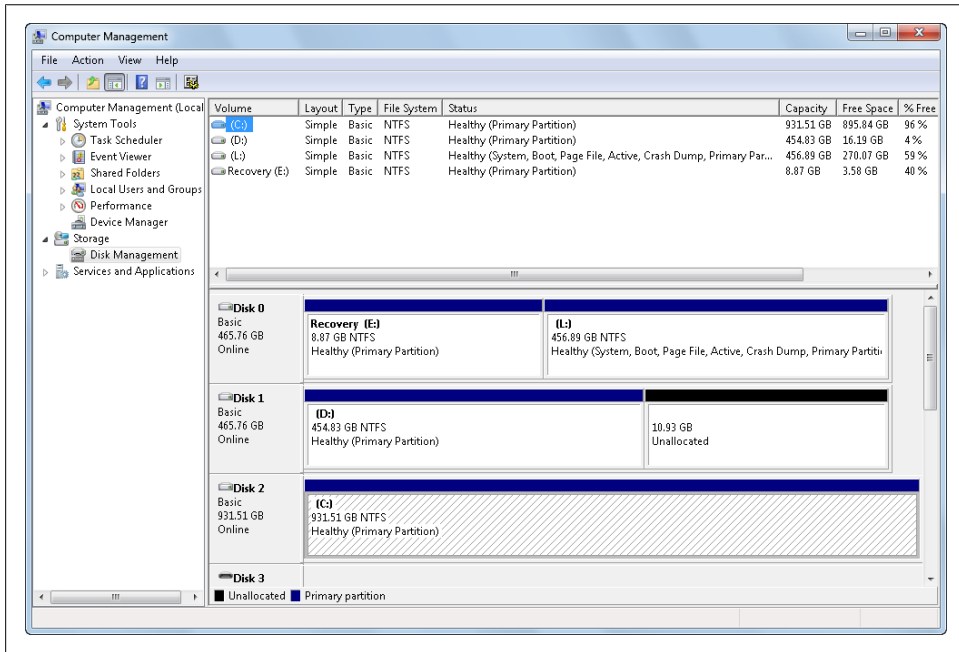 Computer Management
File Action View Help
Computer Management (Local
System Tools
Task Scheduler
Event Viewer
Shared Folders
Local Users and Groups
Performance
Device Manager
Storage
Disk Management
Services and Applications
Volume Layout Type File System Status Capacity Free Space % Free
(C:) Simple Basic NTFS Healthy (Primary Partition) 931.51 GB 895.84 GB 96 %
(D:) Simple Basic NTFS Healthy (Primary Partition) 454.83 GB 16.19 GB 4 %
(L:) Simple Basic NTFS Healthy (System, Boot, Page File, Active, Crash Dump, Primary Par... 456.89 GB 270.07 GB 59 %
Recovery (E:) Simple Basic NTFS Healthy (Primary Partition) 8.87 GB 3.58 GB 40 %
Disk 0
Basic
465.76 GB
Online
Recovery (E:)
8.87 GB NTFS
Healthy (Primary Partition)
(L:)
456.89 GB NTFS
Healthy (System, Boot, Page File, Active, Crash Dump, Primary Partiti
Disk 1
Basic
465.76 GB
Online
(D:)
454.83 GB NTFS
Healthy (Primary Partition)
10.93 GB
Unallocated
Disk 2
Basic
931.51 GB
Online
(C:)
931.51 GB NTFS
Healthy (Primary Partition)
Disk 3
Unallocated Primary partition